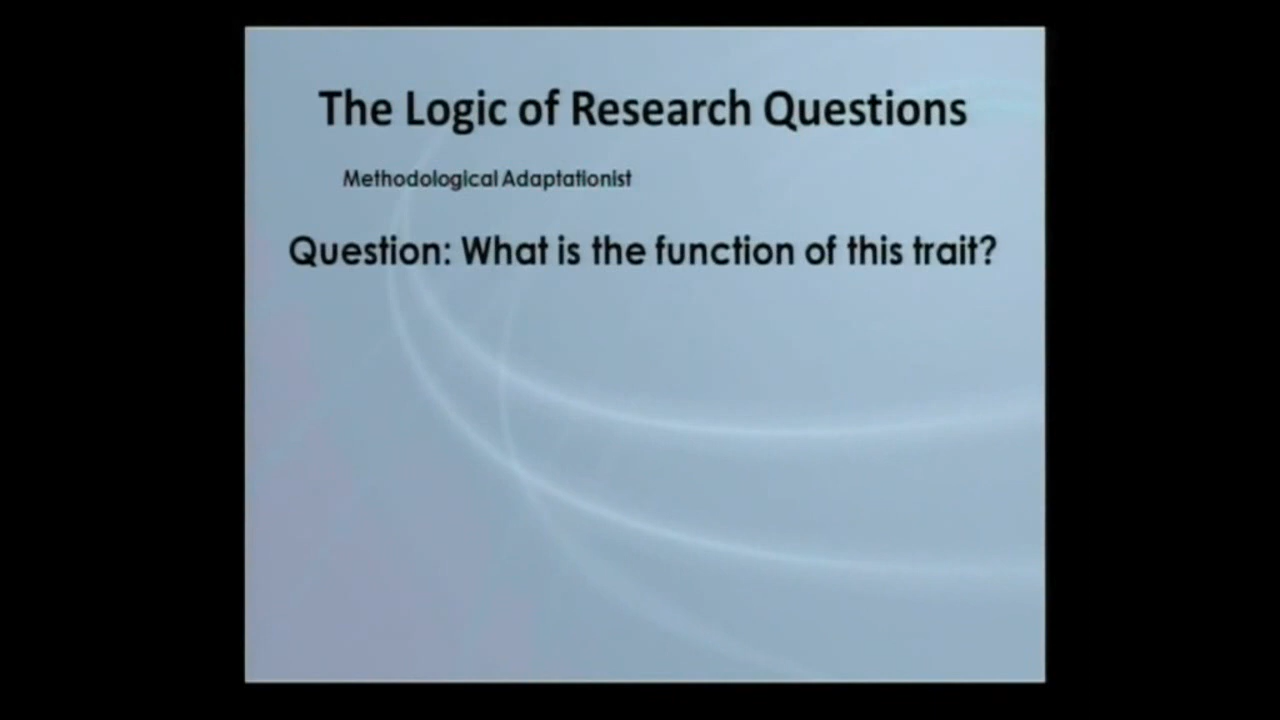 The Logic of Research Questions
Methodological Adaptationist
Question: What is the function of this trait?